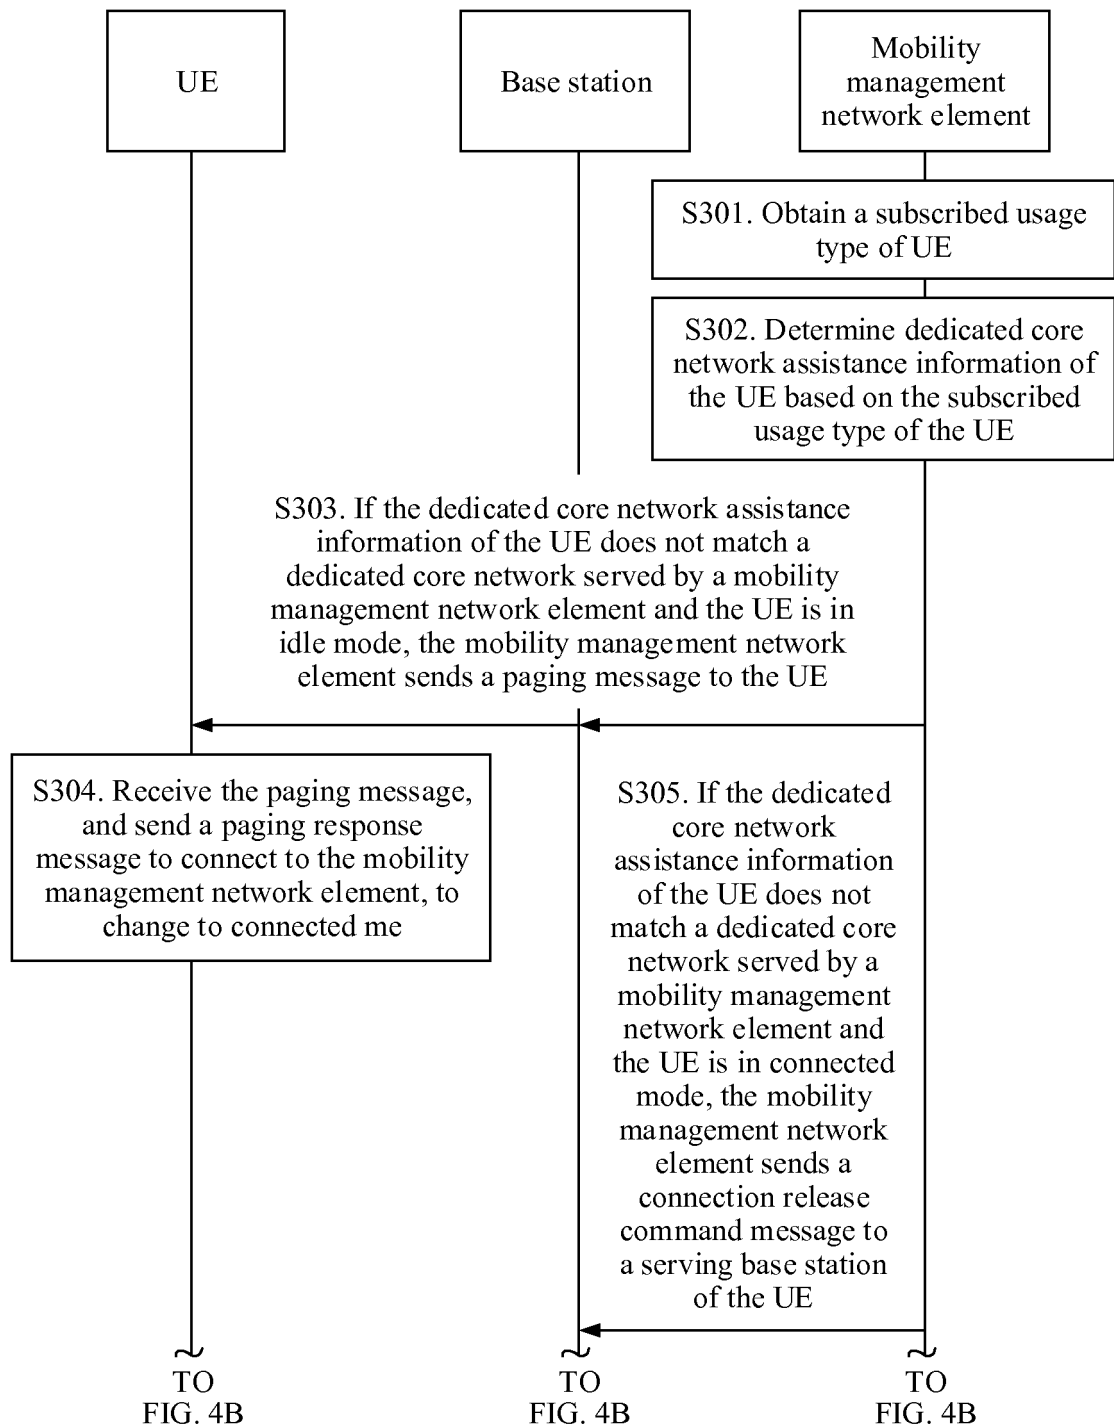 UE
Base station
Mobility
management
network element
S301. Obtain a subscribed usage
type of UE
S302. Determine dedicated core
network assistance information of
the UE based on the subscribed
usage type of the UE
S303. If the dedicated core network assistance
information of the UE does not match a
dedicated core network served by a mobility
management network element and the UE is in
idle mode, the mobility management network
element sends a paging message to the UE
S304. Receive the paging message,
and send a paging response
message to connect to the mobility
management network element, to
change to connected me
S305. If the dedicated
core network
assistance information
of the UE does not
match a dedicated core
network served by a
mobility management
network element and
the UE is in connected
mode, the mobility
management network
element sends a
connection release
command message to
a serving base station
of the UE
TO
FIG. 4B
TO
FIG. 4B
TO
FIG. 4B